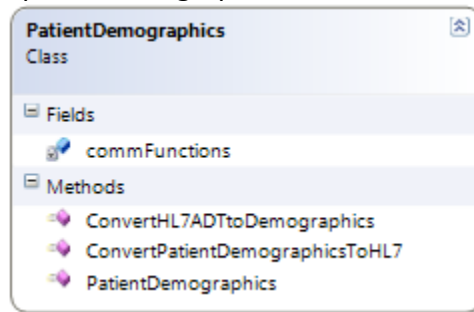 PatientDemographics
Class
Fields
commFunctions
Methods
ConvertHL7ADTtoDemographics
ConvertPatientDemographicsToHL7
PatientDemographics